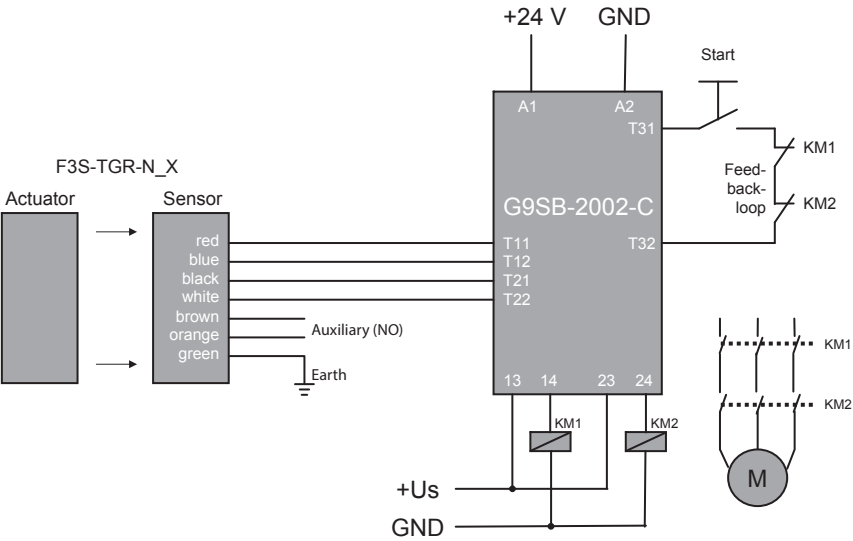 +24 V GND
Start
A1 A2
T31
F3S-TGR-N_X
KM1
Actuator Sensor
Feed-
back-
loop
KM2
G9SB-2002-C
red T11 T32
blue T12
black T21
white T22
brown
orange Auxiliary (NO)
green
Earth
KM1
13 14 23 24
KM2
KM1 KM2
M
+Us
GND